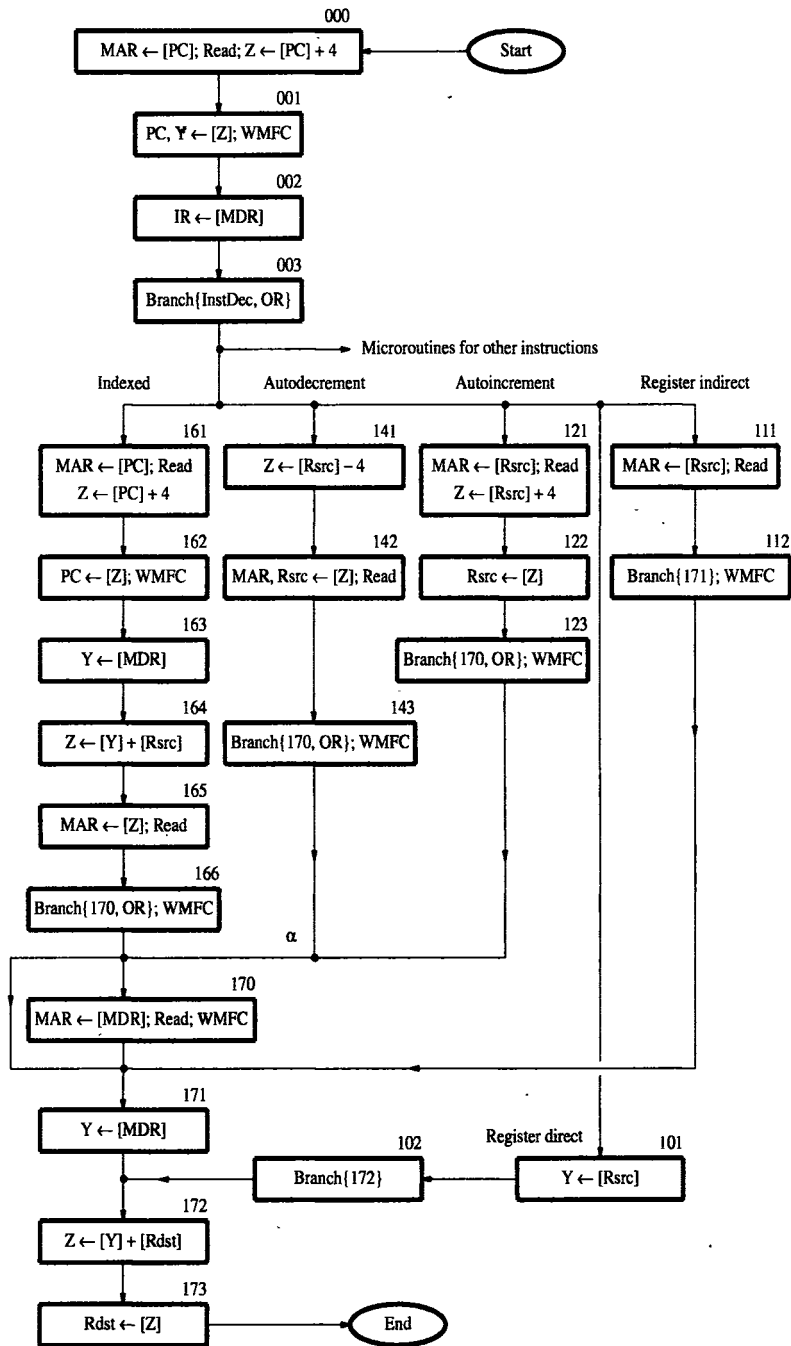 000
MAR ← [PC]; Read; Z ← [PC] + 4
Start
001
PC, Y ← [Z]; WMFC
002
IR ← [MDR]
003
Branch{InstDec, OR}
Microroutines for other instructions
Indexed
Autodecrement
Autoincrement
Register indirect
161
141
121
111
MAR ← [PC]; Read
Z ← [PC] + 4
Z ← [Rsrc] − 4
MAR ← [Rsrc]; Read
Z ← [Rsrc] + 4
MAR ← [Rsrc]; Read
162
142
122
112
PC ← [Z]; WMFC
MAR, Rsrc ← [Z]; Read
Rsrc ← [Z]
Branch{171}; WMFC
163
123
Y ← [MDR]
Branch{170, OR}; WMFC
164
143
Z ← [Y] + [Rsrc]
Branch{170, OR}; WMFC
165
MAR ← [Z]; Read
166
Branch{170, OR}; WMFC
α
170
MAR ← [MDR]; Read; WMFC
171
Y ← [MDR]
Register direct
102
101
Branch{172}
Y ← [Rsrc]
172
Z ← [Y] + [Rdst]
173
Rdst ← [Z]
End